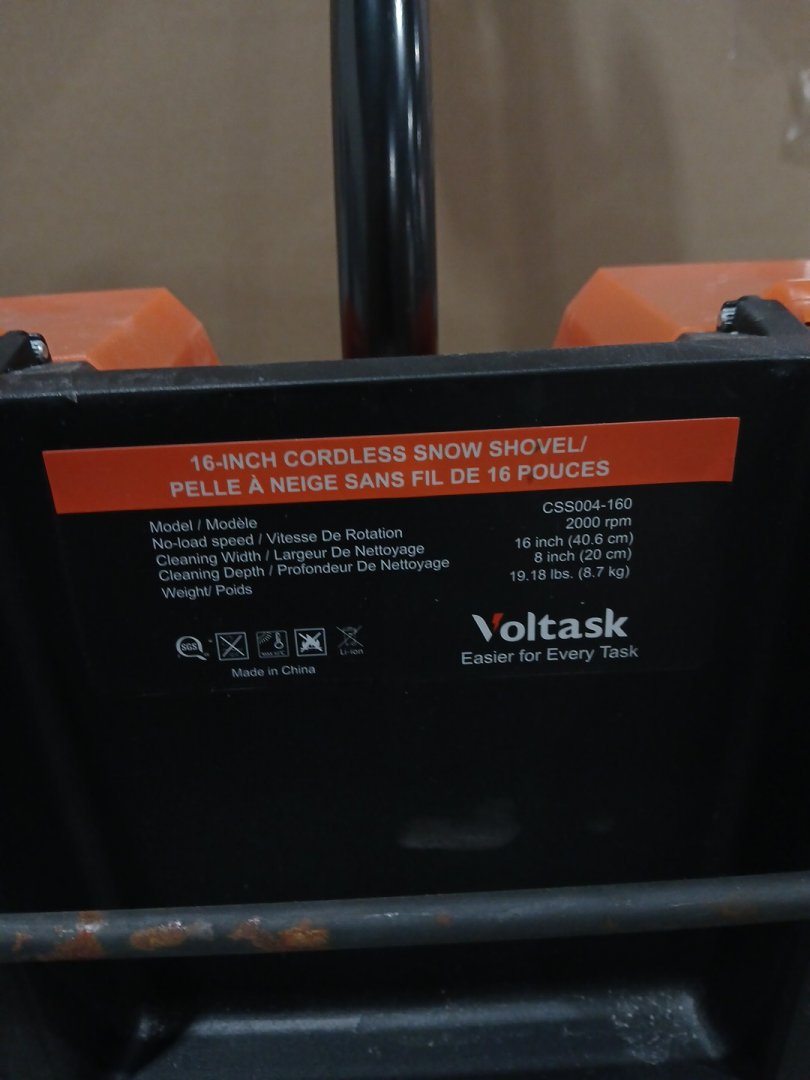 16-INCH CORDLESS SNOW SHOVEL/
PELLE À NEIGE SANS FIL DE 16 POUCES
Model / Modèle CSS004-160
No-load speed / Vitesse De Rotation 2000 rpm
Cleaning Width / Largeur De Nettoyage 16 inch (40.6 cm)
Cleaning Depth / Profondeur De Nettoyage 8 inch (20 cm)
Weight/ Poids 19.18 lbs. (8.7 kg)
SGS
Li-ion
Made in China
Voltask
Easier for Every Task